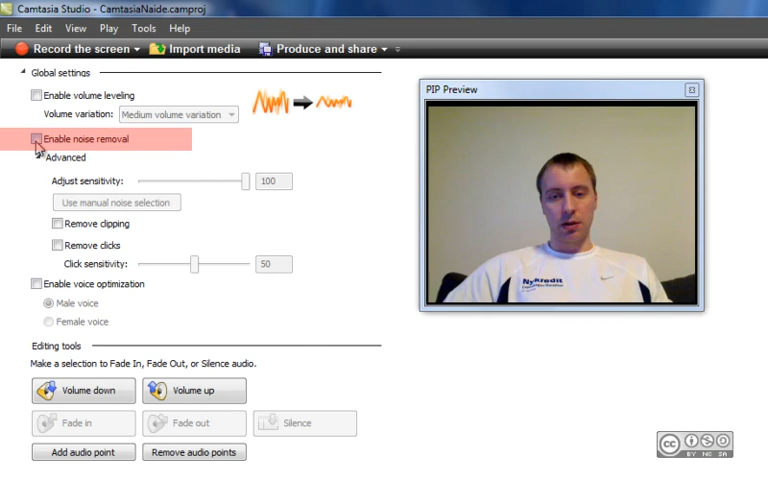 Camtasia Studio - CamtasiaNaide.camproj
File Edit View Play Tools Help
Record the screen Import media Produce and share
Global settings
Enable volume leveling
Volume variation: Medium volume variation
Enable noise removal
Advanced
Adjust sensitivity: 100
Use manual noise selection
Remove clipping
Remove clicks
Click sensitivity: 50
Enable voice optimization
Male voice
Female voice
Editing tools
Make a selection to Fade In, Fade Out, or Silence audio.
Volume down Volume up
Fade in Fade out Silence
Add audio point Remove audio points
PIP Preview
Nykredit
cc
BY NC SA